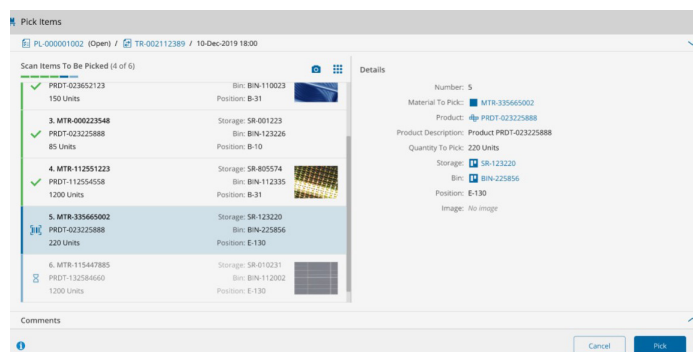 Pick Items
PL-000001002 (Open) / TR-002112389 / 10-Dec-2019 18:00
Scan Items To Be Picked (4 of 6)
PRDT-023652123 Bin: BIN-110023
150 Units Position: B-31
3. MTR-000223548 Storage: SR-001223
PRDT-023225888 Bin: BIN-123226
85 Units Position: B-10
4. MTR-112551223 Storage: SR-805574
PRDT-112554558 Bin: BIN-112335
1200 Units Position: B-31
5. MTR-335665002 Storage: SR-123220
PRDT-023225888 Bin: BIN-225856
220 Units Position: E-130
6. MTR-115447885 Storage: SR-010231
PRDT-132584660 Bin: BIN-112002
1200 Units Position: E-130
Details
Number: 5
Material To Pick:: MTR-335665002
Product: PRDT-023225888
Product Description: Product PRDT-023225888
Quantity To Pick: 220 Units
Storage: SR-123220
Bin: BIN-225856
Position: E-130
Image: No image
Comments
Cancel Pick